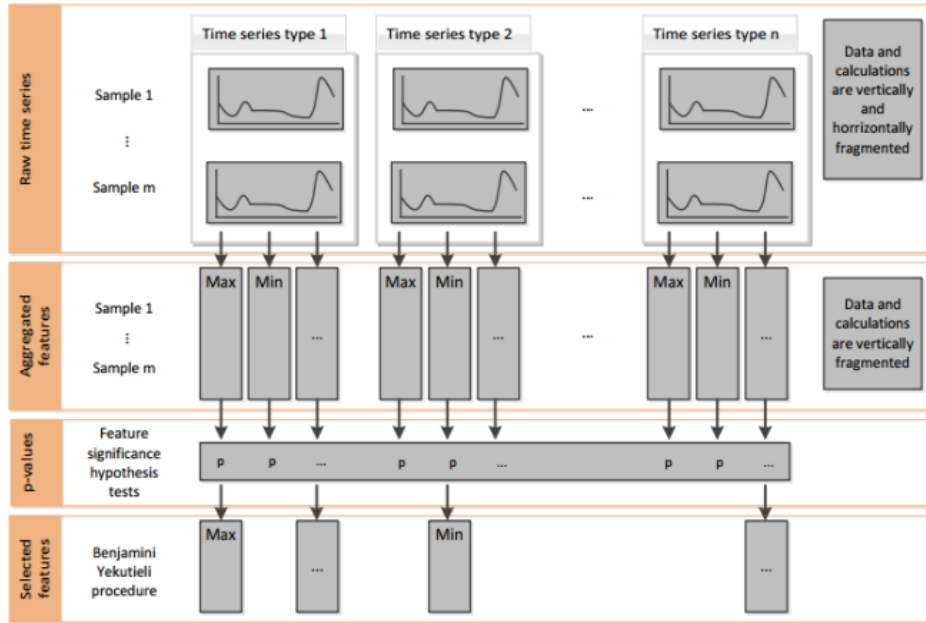 Raw time series
Time series type 1
Time series type 2
Time series type n
Sample 1
⋮
Sample m
...
...
Data and
calculations
are vertically
and
horrizontally
fragmented
Aggregated
features
Sample 1
⋮
Sample m
Max
Min
...
Max
Min
...
...
Max
Min
...
Data and
calculations
are vertically
fragmented
p-values
Feature
significance
hypothesis
tests
p
p
...
p
p
...
p
p
...
Selected
features
Benjamini
Yekutieli
procedure
Max
...
Min
...